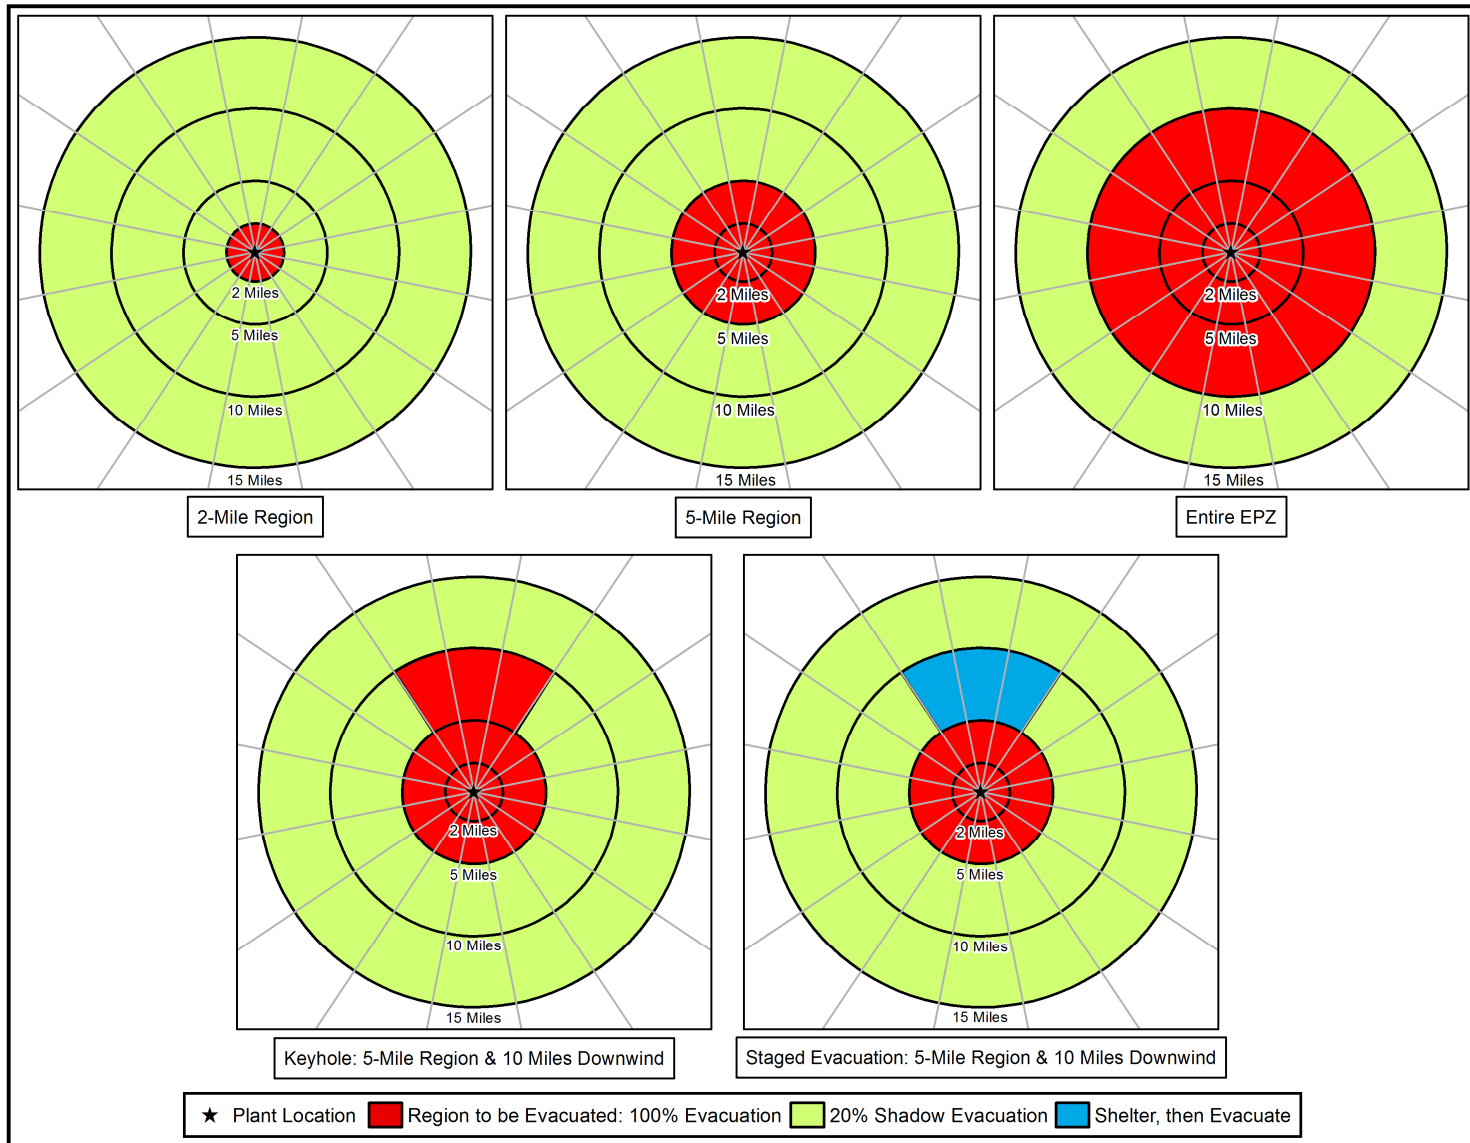 2 Miles
5 Miles
10 Miles
15 Miles
2-Mile Region
2 Miles
5 Miles
10 Miles
15 Miles
5-Mile Region
2 Miles
5 Miles
10 Miles
15 Miles
Entire EPZ
2 Miles
5 Miles
10 Miles
15 Miles
Keyhole: 5-Mile Region & 10 Miles Downwind
2 Miles
5 Miles
10 Miles
15 Miles
Staged Evacuation: 5-Mile Region & 10 Miles Downwind
Plant Location Region to be Evacuated: 100% Evacuation 20% Shadow Evacuation Shelter, then Evacuate